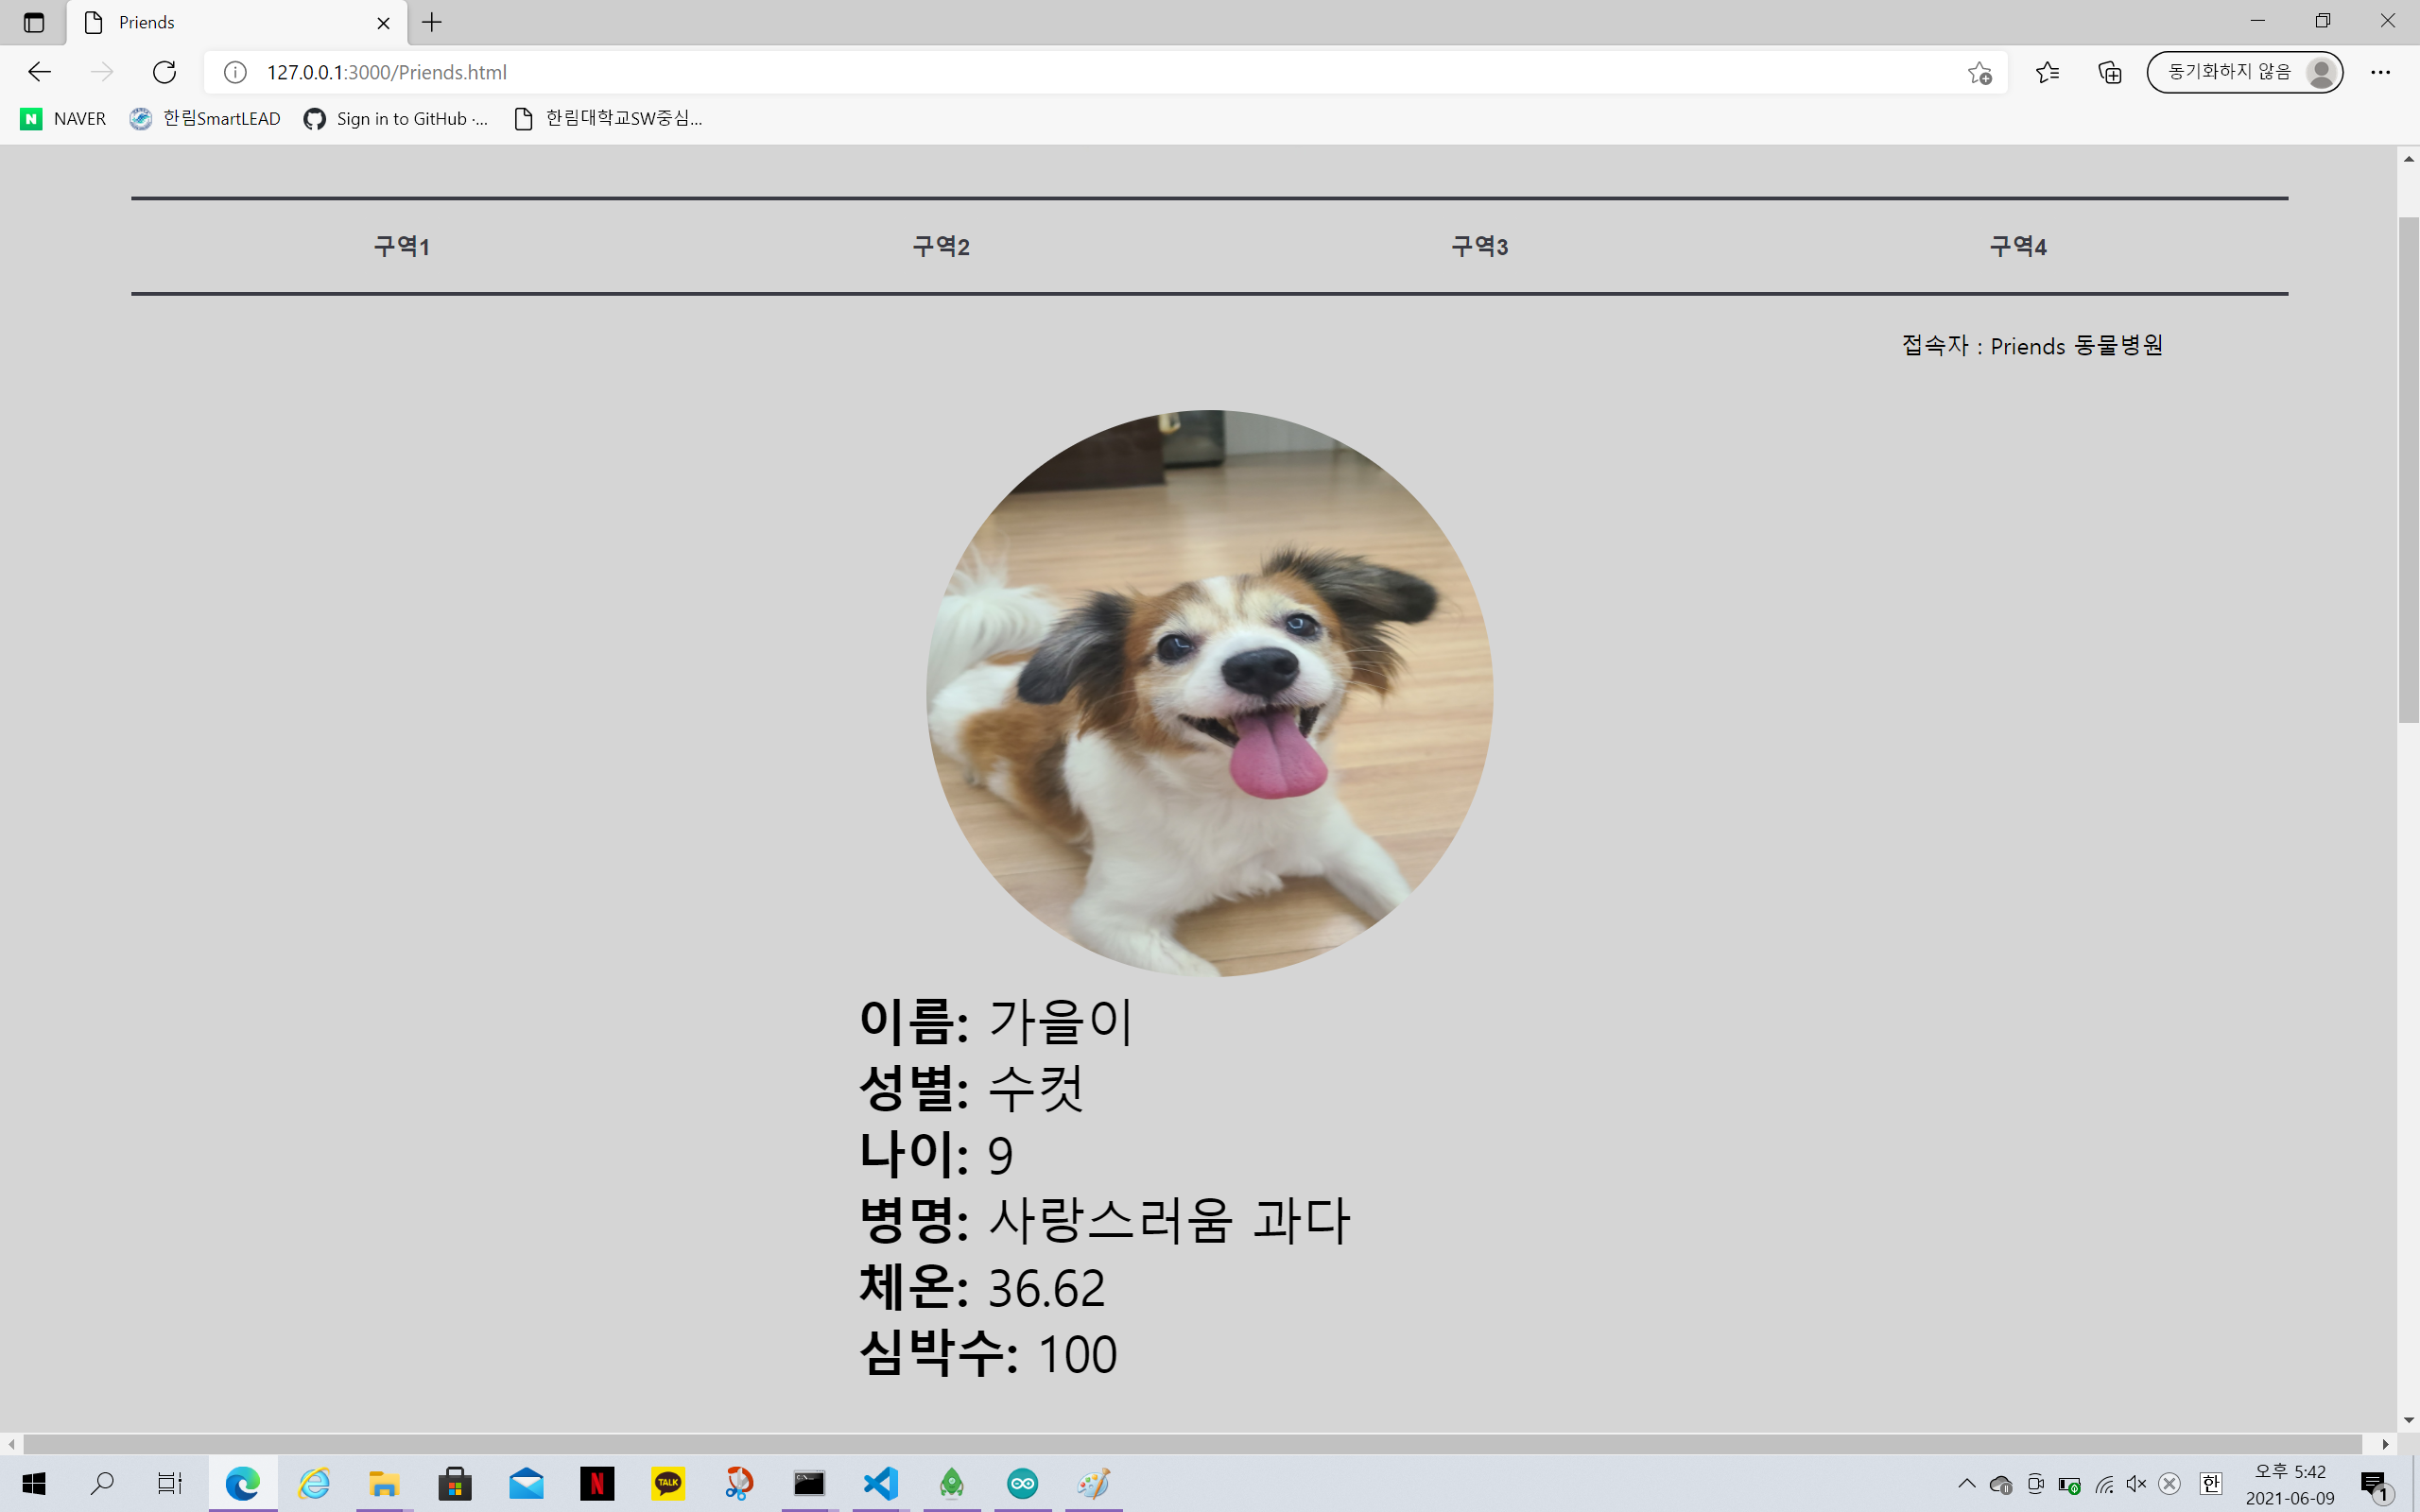 Priends
127.0.0.1:3000/Priends.html
동기화하지 않음
NAVER
한림SmartLEAD
Sign in to GitHub ·...
한림대학교SW중심...
구역1
구역2
구역3
구역4
접속자 : Priends 동물병원
이름: 가을이
성별: 수컷
나이: 9
병명: 사랑스러움 과다
체온: 36.62
심박수: 100
N
TALK
한
오후 5:42
2021-06-09
1